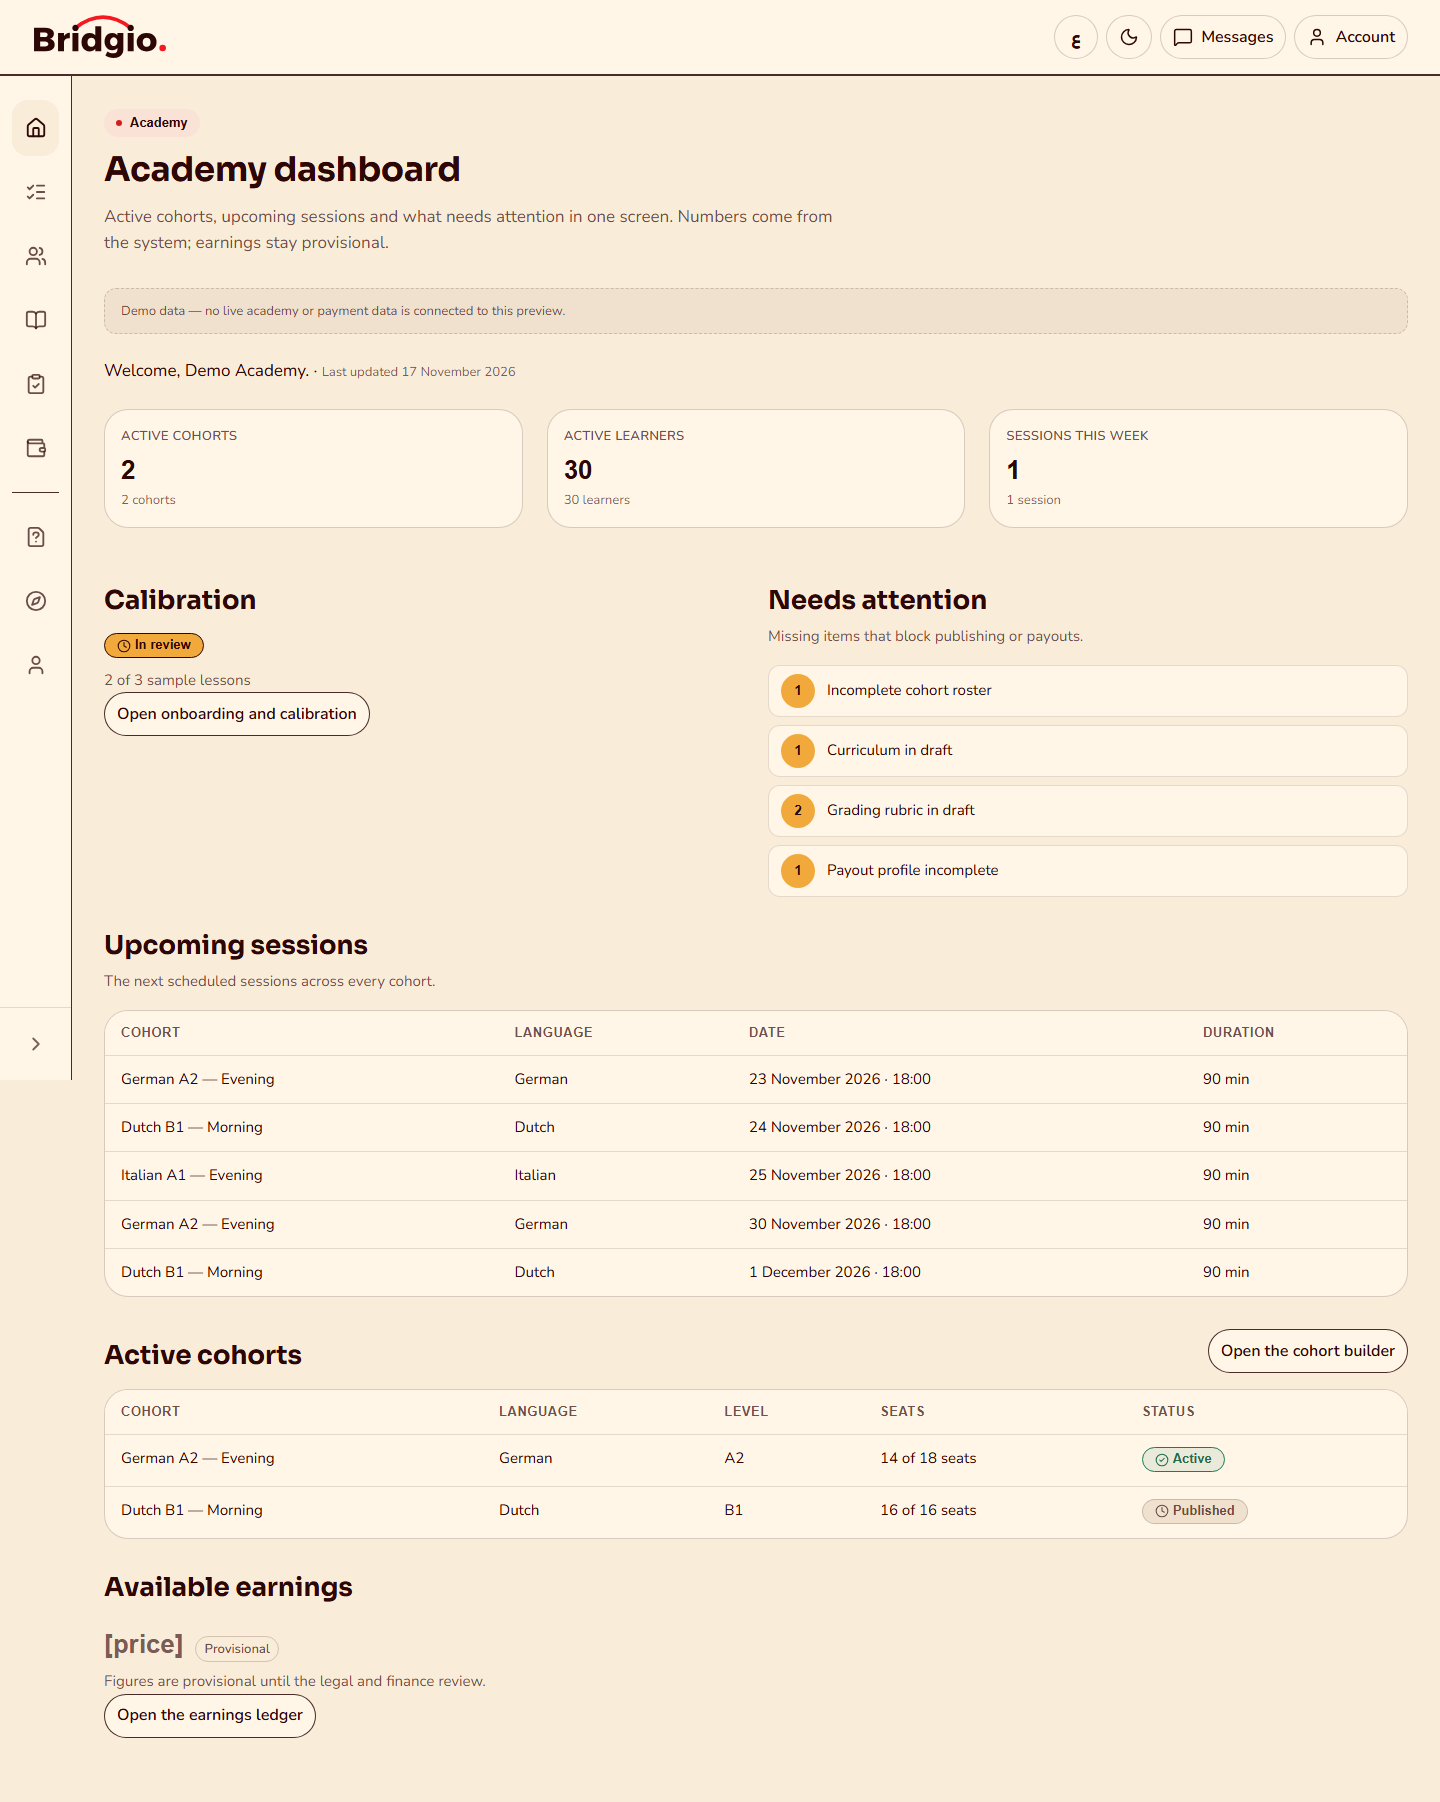 Bridgio.
ع
Messages
Account
Academy
Academy dashboard
Active cohorts, upcoming sessions and what needs attention in one screen. Numbers come from
the system; earnings stay provisional.
Demo data — no live academy or payment data is connected to this preview.
Welcome, Demo Academy. · Last updated 17 November 2026
ACTIVE COHORTS
2
2 cohorts
ACTIVE LEARNERS
30
30 learners
SESSIONS THIS WEEK
1
1 session
Calibration
In review
2 of 3 sample lessons
Open onboarding and calibration
Needs attention
Missing items that block publishing or payouts.
1 Incomplete cohort roster
1 Curriculum in draft
2 Grading rubric in draft
1 Payout profile incomplete
Upcoming sessions
The next scheduled sessions across every cohort.
COHORT LANGUAGE DATE DURATION
German A2 — Evening German 23 November 2026 · 18:00 90 min
Dutch B1 — Morning Dutch 24 November 2026 · 18:00 90 min
Italian A1 — Evening Italian 25 November 2026 · 18:00 90 min
German A2 — Evening German 30 November 2026 · 18:00 90 min
Dutch B1 — Morning Dutch 1 December 2026 · 18:00 90 min
Active cohorts
Open the cohort builder
COHORT LANGUAGE LEVEL SEATS STATUS
German A2 — Evening German A2 14 of 18 seats Active
Dutch B1 — Morning Dutch B1 16 of 16 seats Published
Available earnings
[price] Provisional
Figures are provisional until the legal and finance review.
Open the earnings ledger